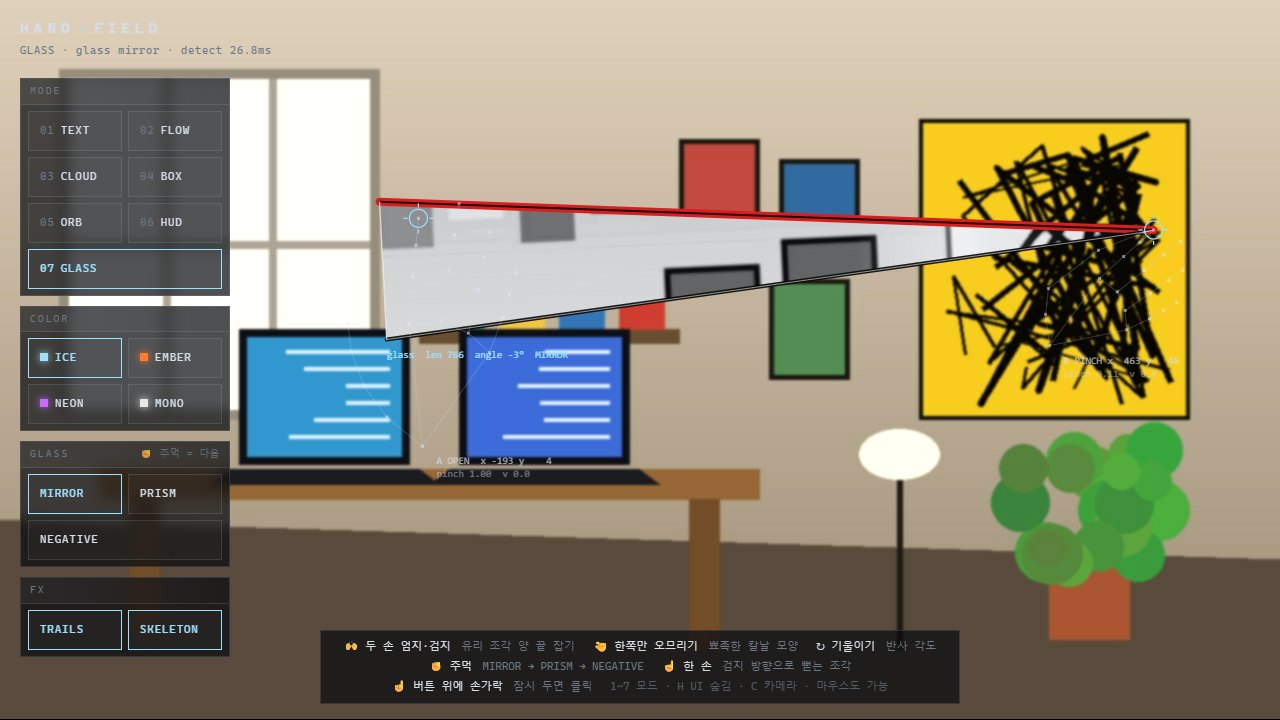 HAND FIELD
GLASS · glass mirror · detect 26.8ms
MODE
01 TEXT
02 FLOW
03 CLOUD
04 BOX
05 ORB
06 HUD
07 GLASS
COLOR
ICE
EMBER
NEON
MONO
GLASS ✊ 주먹 = 다음
MIRROR
PRISM
NEGATIVE
FX
TRAILS
SKELETON
glass len 766 angle -3° MIRROR
A OPEN x -193 y 4
pinch 1.00 v 0.0
A PINCH x 463 y
pinch 0.11 v
🙌 두 손 엄지·검지 유리 조각 양 끝 잡기 🤏 한쪽만 오므리기 뾰족한 칼날 모양 ↻ 기울이기 반사 각도
✊ 주먹 MIRROR → PRISM → NEGATIVE ☝ 한 손 검지 방향으로 뻗는 조각
☝ 버튼 위에 손가락 잠시 두면 클릭 1~7 모드 · H UI 숨김 · C 카메라 · 마우스도 가능